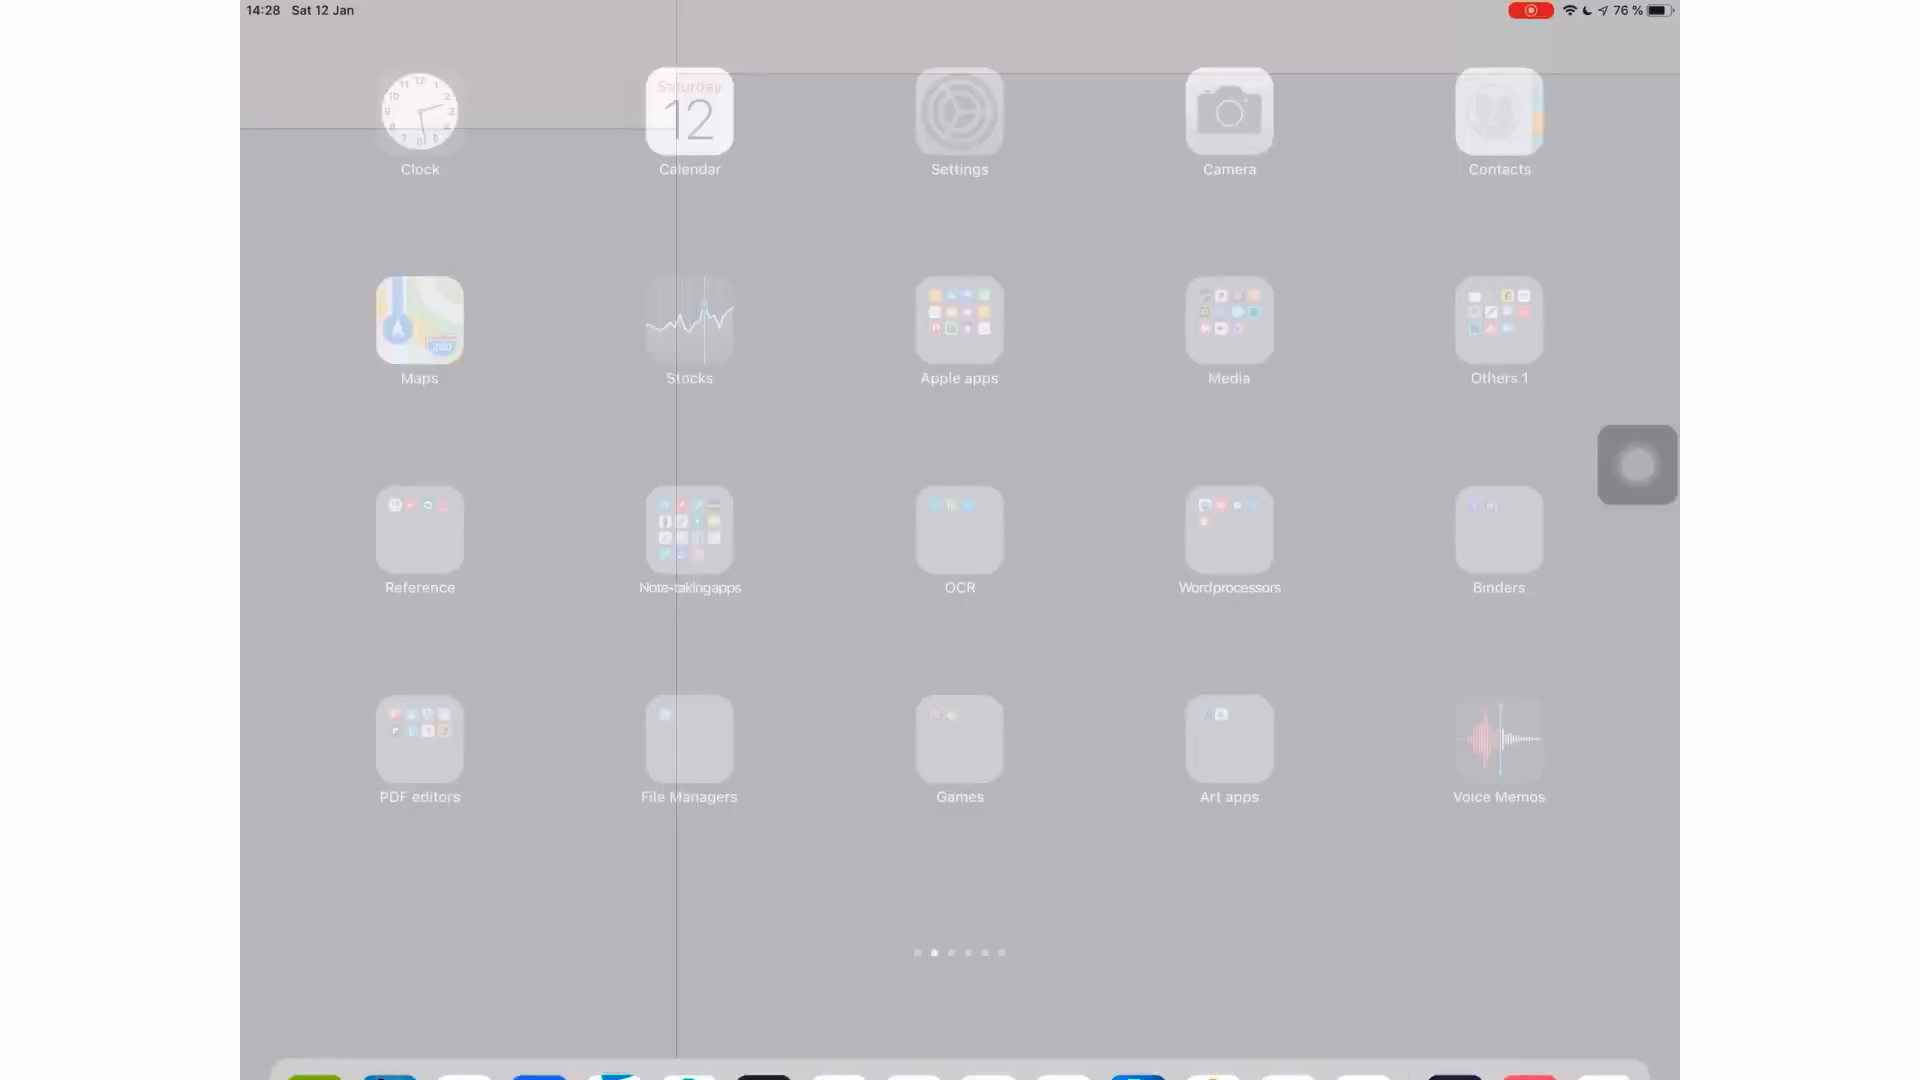 14:28 Sat 12 Jan 76 %
Saturday
12
Clock Calendar Settings Camera Contacts
280
Maps Stocks Apple apps Media Others 1
Reference Note-takingapps OCR Wordprocessors Binders
PDF editors File Managers Games Art apps Voice Memos